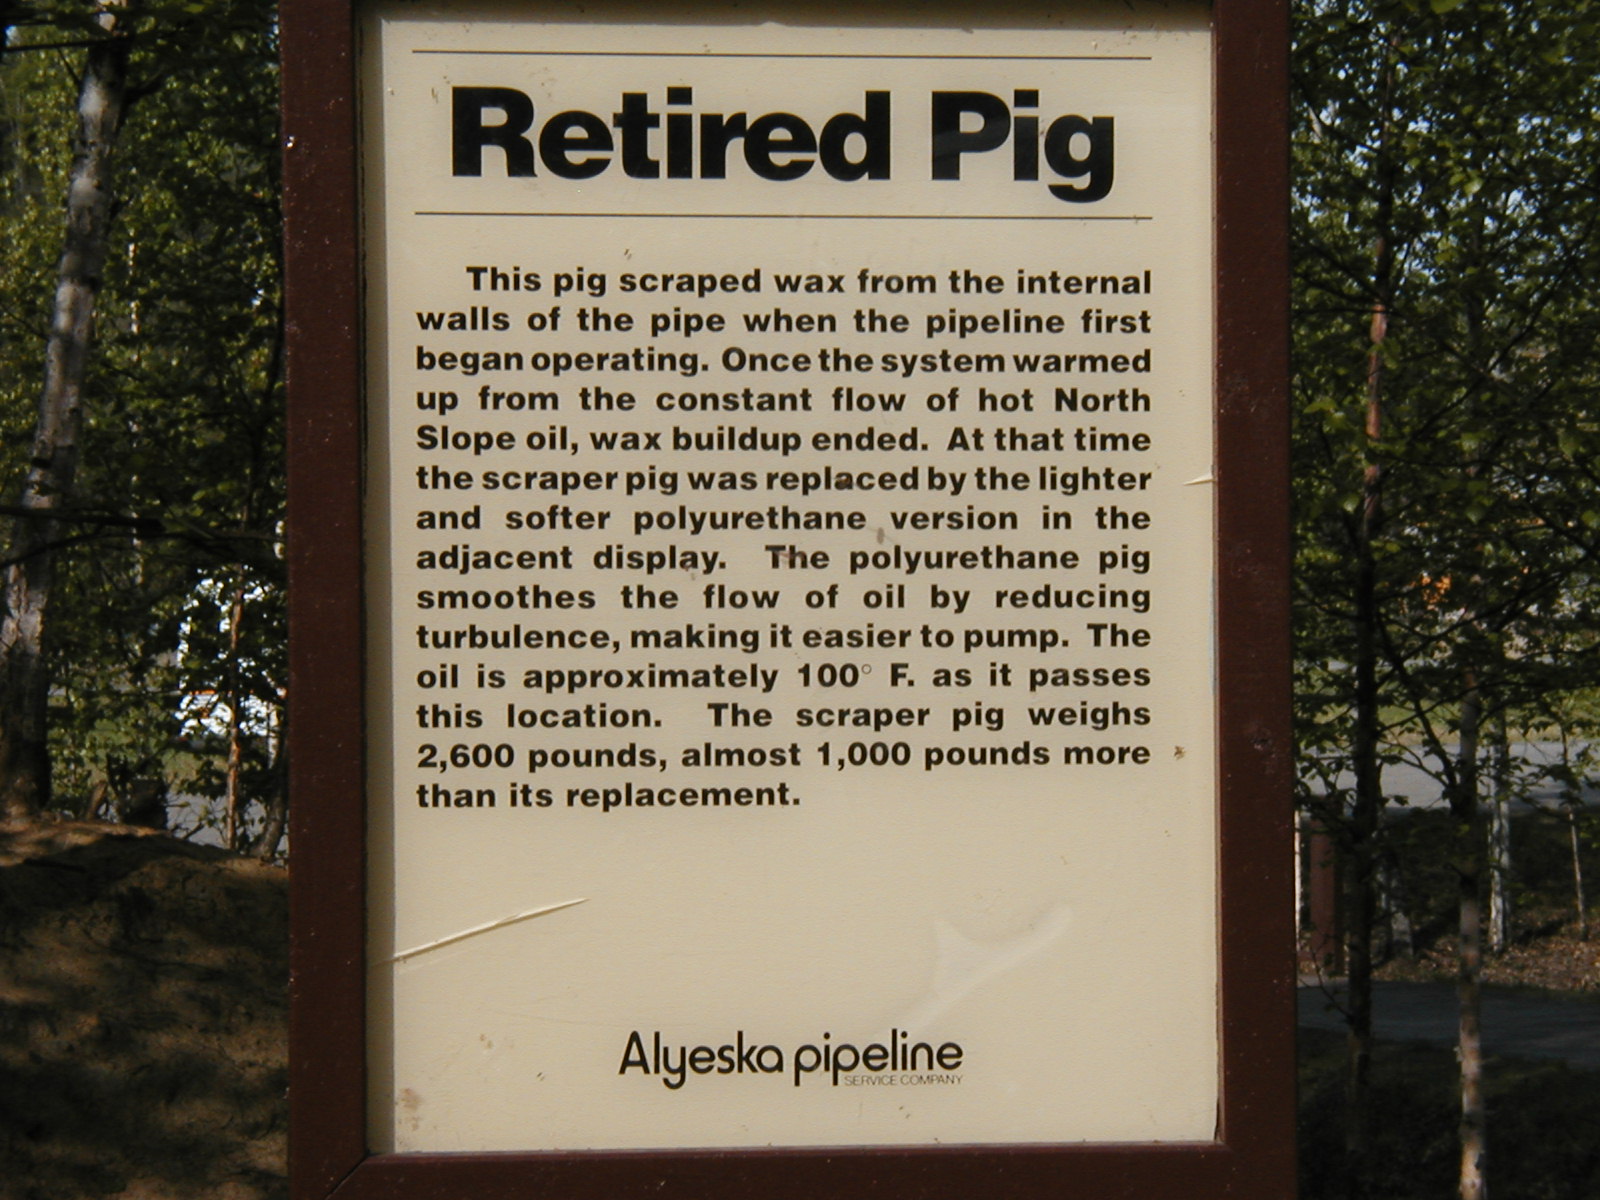 Retired Pig
This pig scraped wax from the internal
walls of the pipe when the pipeline first
began operating. Once the system warmed
up from the constant flow of hot North
Slope oil, wax buildup ended. At that time
the scraper pig was replaced by the lighter
and softer polyurethane version in the
adjacent display. The polyurethane pig
smoothes the flow of oil by reducing
turbulence, making it easier to pump. The
oil is approximately 100° F. as it passes
this location. The scraper pig weighs
2,600 pounds, almost 1,000 pounds more
than its replacement.
Alyeska pipeline
SERVICE COMPANY